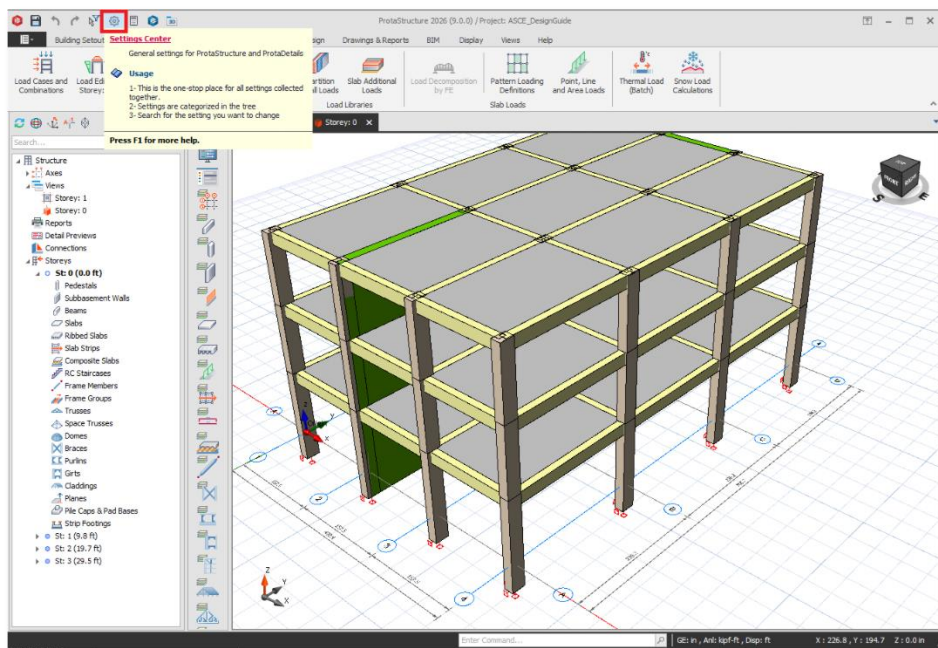 ProtaStructure 2026 (9.0.0) / Project: ASCE_DesignGuide
Building Setout
Drawings & Reports
BIM
Display
Views
Help
Settings Center
General settings for ProtaStructure and ProtaDetails
Usage
1- This is the one-stop place for all settings collected
together.
2- Settings are categorized in the tree
3- Search for the setting you want to change
Press F1 for more help.
Load Cases and
Combinations
Slab Additional
Loads
Load Decomposition
by FE
Pattern Loading
Definitions
Point, Line
and Area Loads
Thermal Load
(Batch)
Snow Load
Calculations
Load Libraries
Slab Loads
Storey: 0
Search...
Structure
Axes
Views
Storey: 1
Storey: 0
Reports
Detail Previews
Connections
Storeys
St: 0 (0.0 ft)
Pedestals
Subbasement Walls
Beams
Slabs
Ribbed Slabs
Slab Strips
Composite Slabs
RC Staircases
Frame Members
Frame Groups
Trusses
Space Trusses
Domes
Braces
Purlins
Girts
Claddings
Planes
Pile Caps & Pad Bases
Strip Footings
St: 1 (9.8 ft)
St: 2 (19.7 ft)
St: 3 (29.5 ft)
FRONT
S
E
Z
Y
X
1
2
3
B
C
Enter Command...
GE: in , Anl: kipf-ft , Disp: ft
X : 226.8 , Y : 194.7 Z : 0.0 in